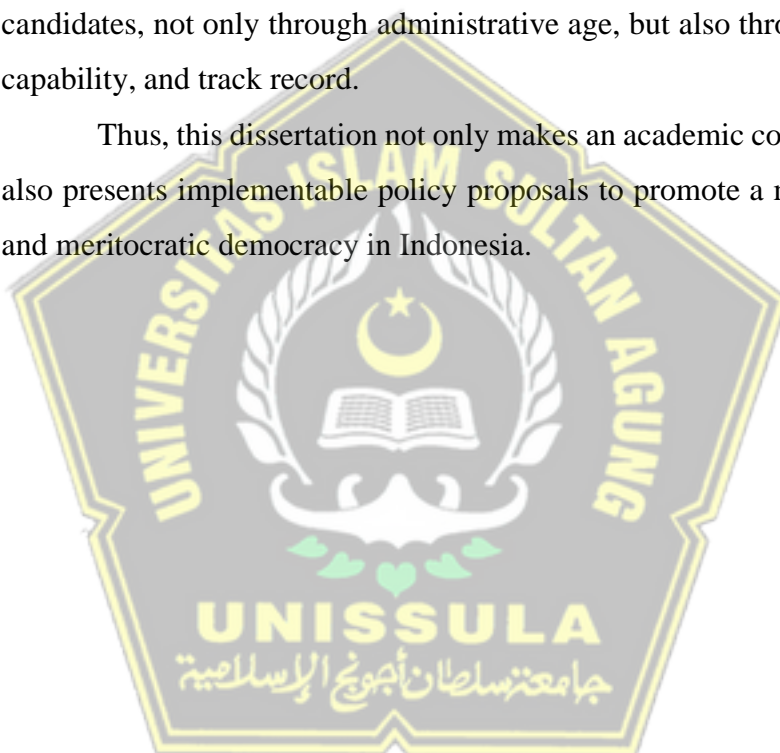 candidates, not only through administrative age, but also thro
capability, and track record.
Thus, this dissertation not only makes an academic co
also presents implementable policy proposals to promote a
and meritocratic democracy in Indonesia.
UNIVERSITAS ISLAM SULTAN AGUNG
UNISSULA
جامعنسلطان أجونج الإسلامية